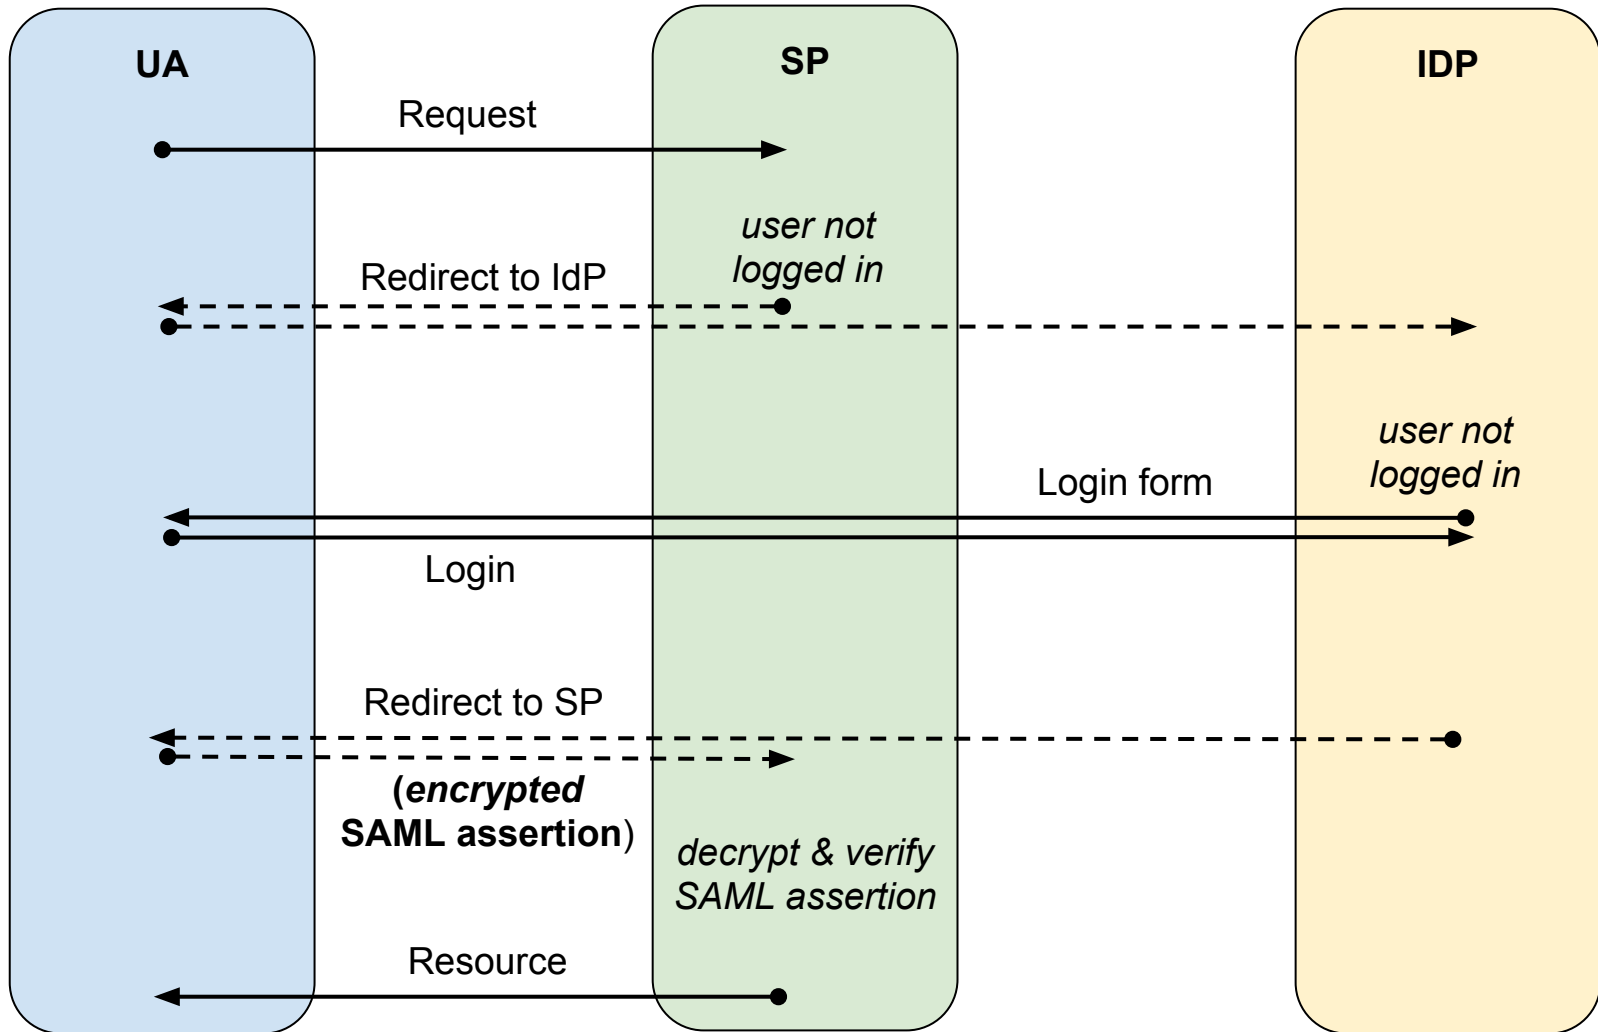 UA
SP
IDP
Request
user not
logged in
Redirect to IdP
user not
logged in
Login form
Login
Redirect to SP
(encrypted
SAML assertion)
decrypt & verify
SAML assertion
Resource